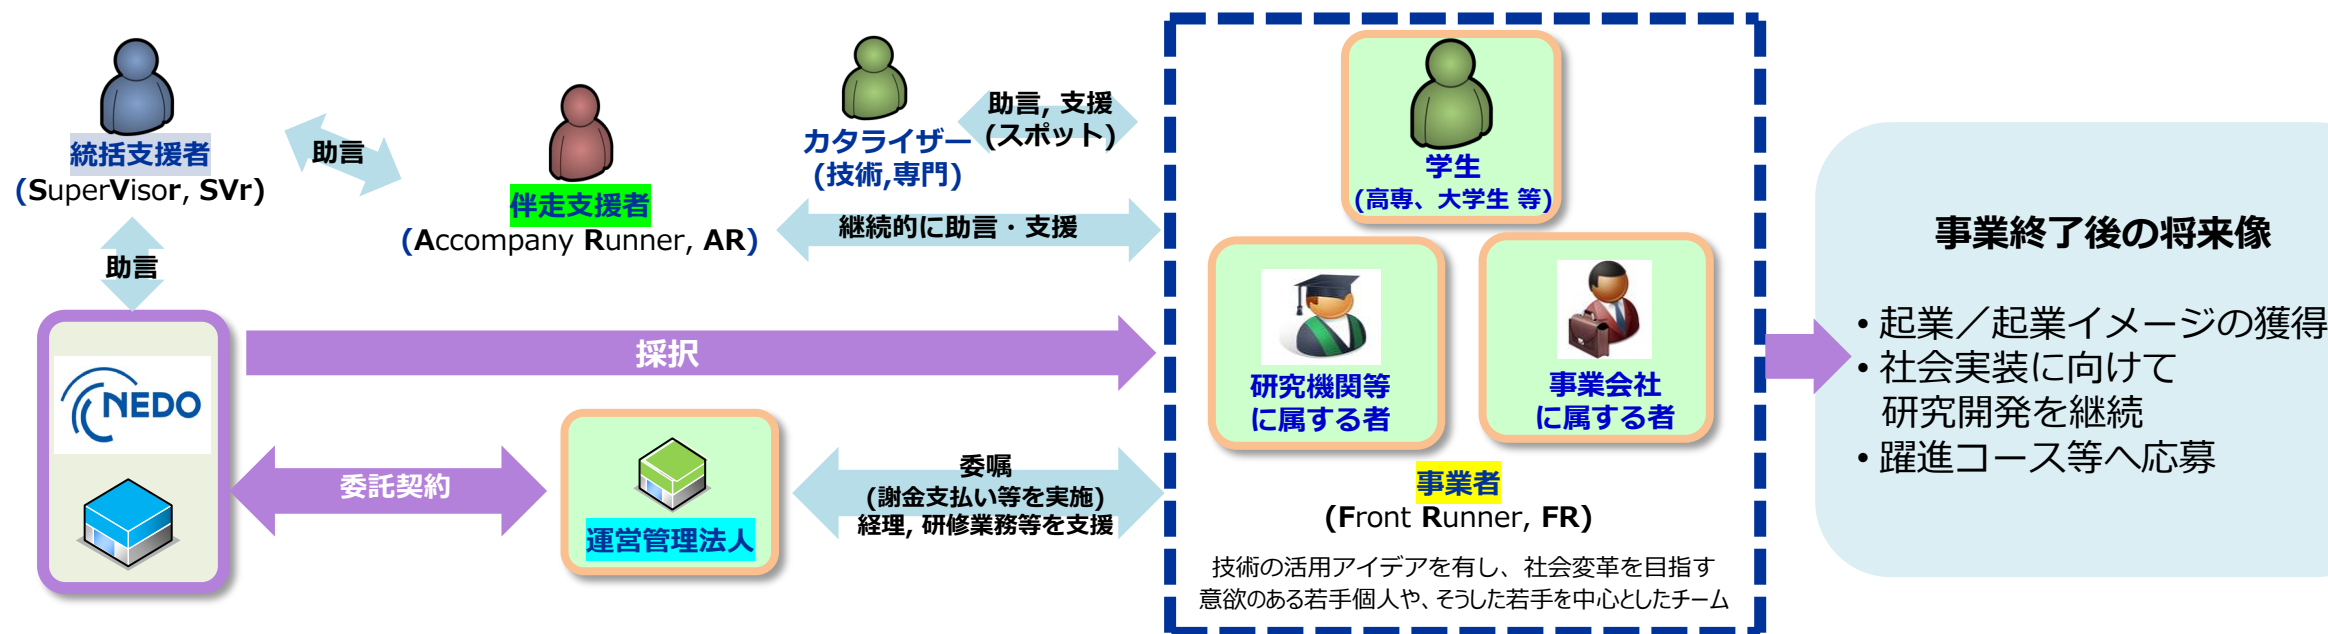 統括支援者
(SuperVisor, SVr)
助言
助言
伴走支援者
(Accompany Runner, AR)
カタライザー
(技術,専門)
助言, 支援
(スポット)
継続的に助言・支援
NEDO
採択
委託契約
運営管理法人
委嘱
(謝金支払い等を実施)
経理, 研修業務等を支援
学生
(高専、大学生 等)
研究機関等
に属する者
事業会社
に属する者
事業者
(Front Runner, FR)
技術の活用アイデアを有し、社会変革を目指す
意欲のある若手個人や、そうした若手を中心としたチーム
事業終了後の将来像
・起業／起業イメージの獲得
・社会実装に向けて
研究開発を継続
・躍進コース等へ応募